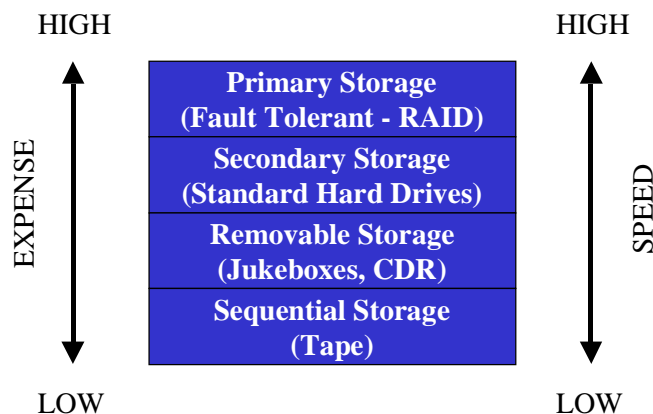 HIGH
HIGH
Primary Storage
(Fault Tolerant - RAID)
Secondary Storage
(Standard Hard Drives)
EXPENSE
SPEED
Removable Storage
(Jukeboxes, CDR)
Sequential Storage
(Tape)
LOW
LOW